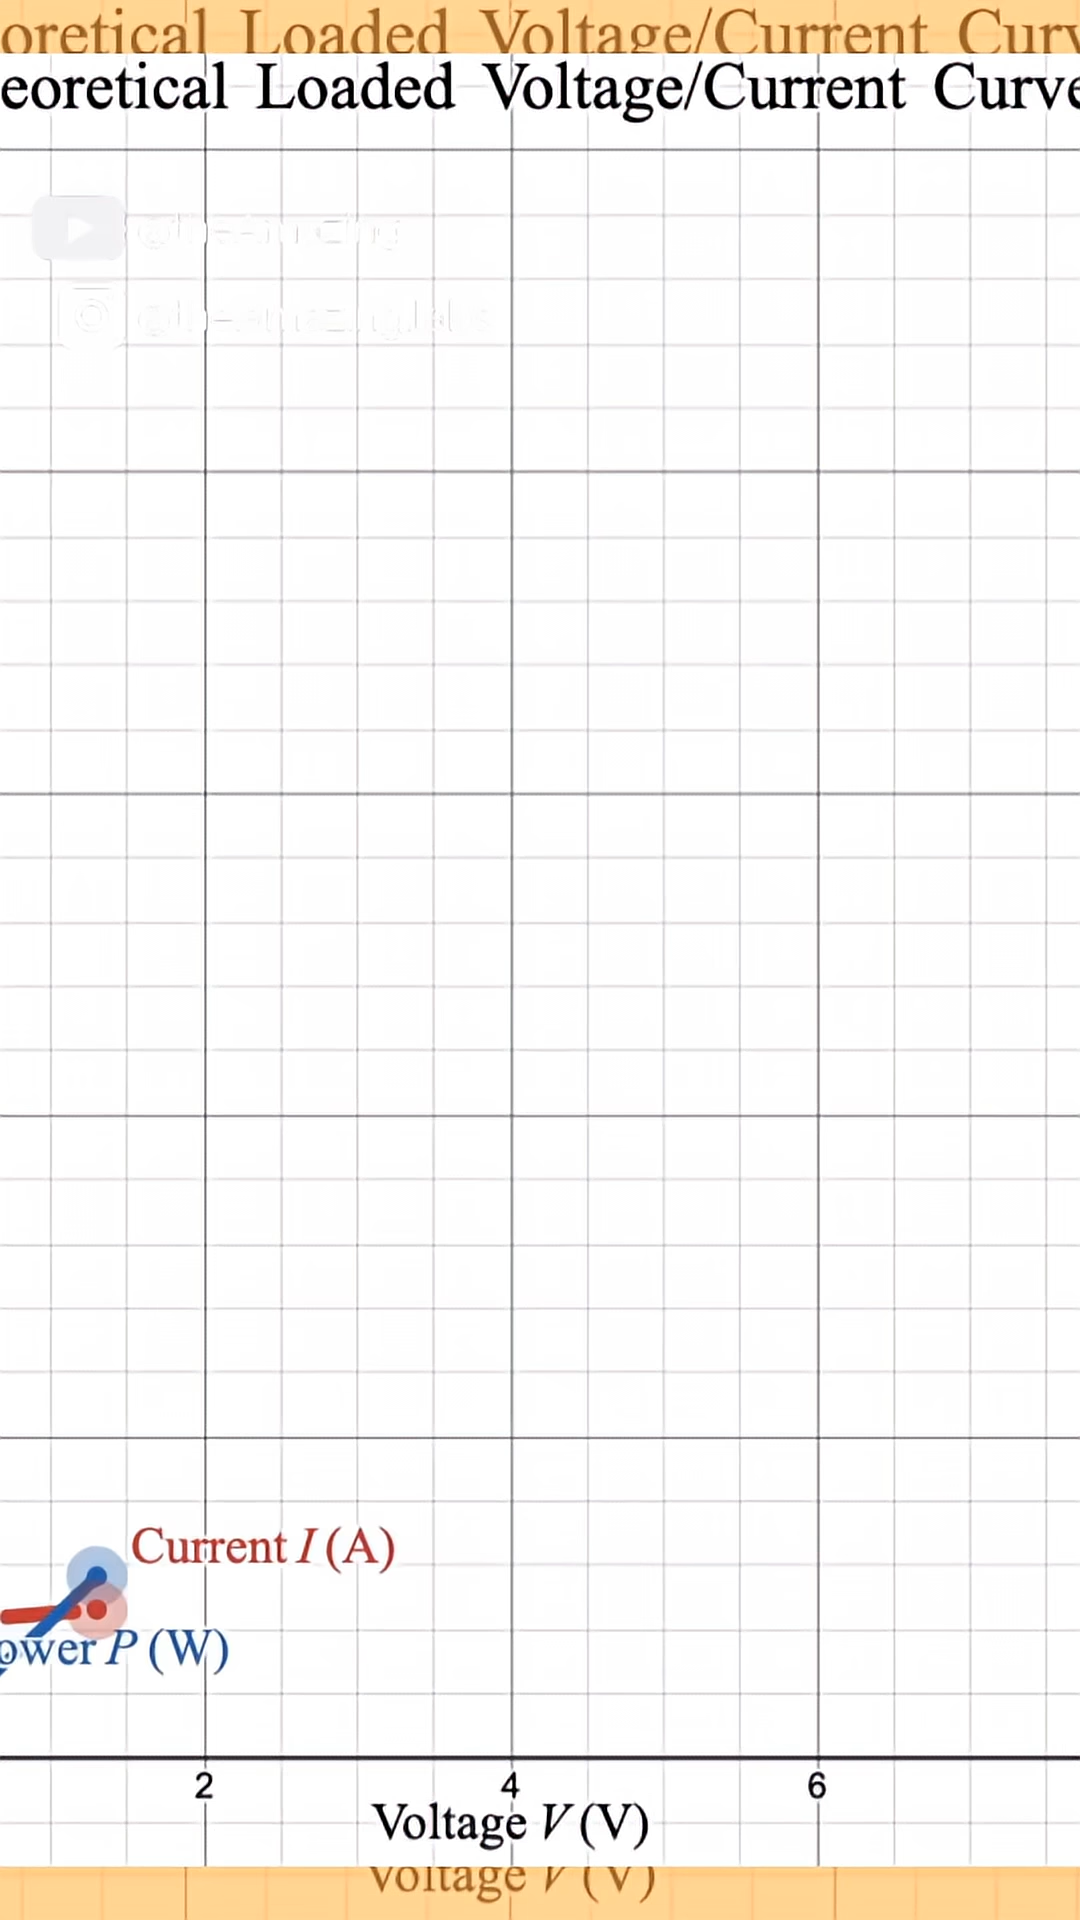 oretical Loaded Voltage/Current Curv
eoretical Loaded Voltage/Current Curve
Current I (A)
ower P (W)
2 4 6
Voltage V (V)
Voltage V (V)